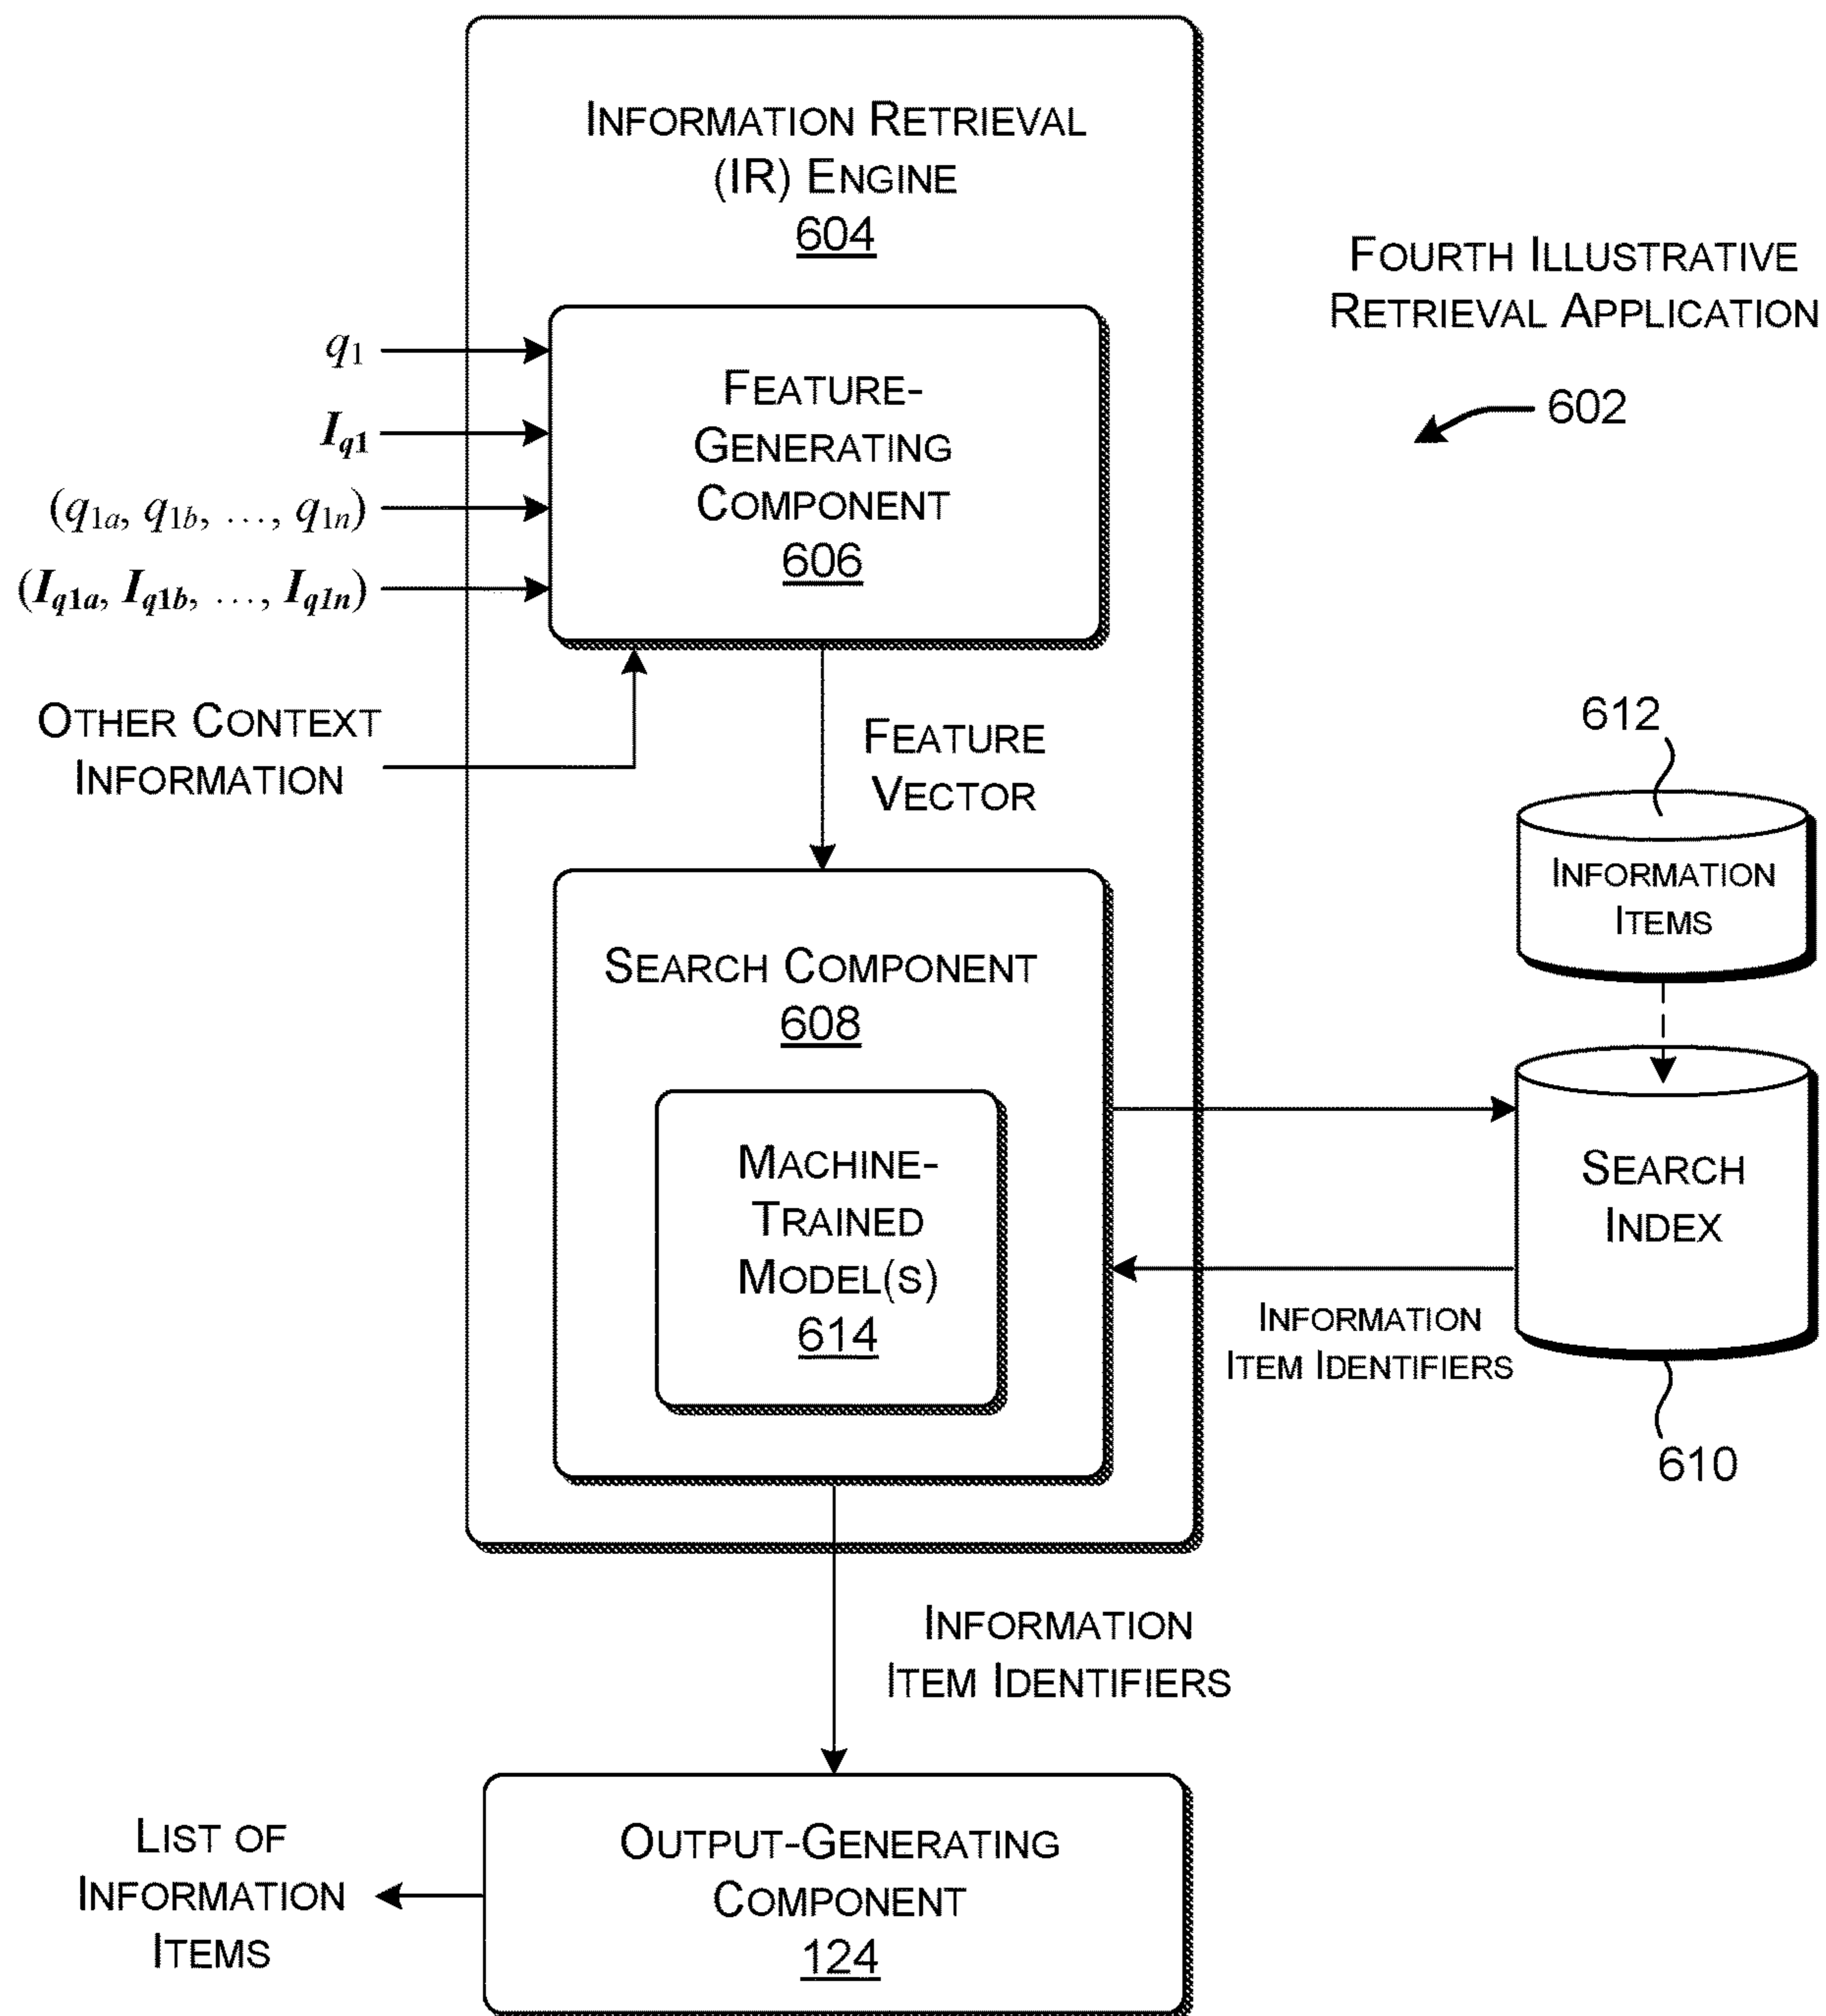 INFORMATION RETRIEVAL
(IR) ENGINE
604
FOURTH ILLUSTRATIVE
RETRIEVAL APPLICATION
602
q1
Iq1
(q1a, q1b, …, q1n)
(Iq1a, Iq1b, …, Iq1n)
FEATURE-
GENERATING
COMPONENT
606
OTHER CONTEXT
INFORMATION
FEATURE
VECTOR
612
INFORMATION
ITEMS
SEARCH COMPONENT
608
MACHINE-
TRAINED
MODEL(S)
614
SEARCH
INDEX
INFORMATION
ITEM IDENTIFIERS
610
INFORMATION
ITEM IDENTIFIERS
OUTPUT-GENERATING
COMPONENT
124
LIST OF
INFORMATION
ITEMS